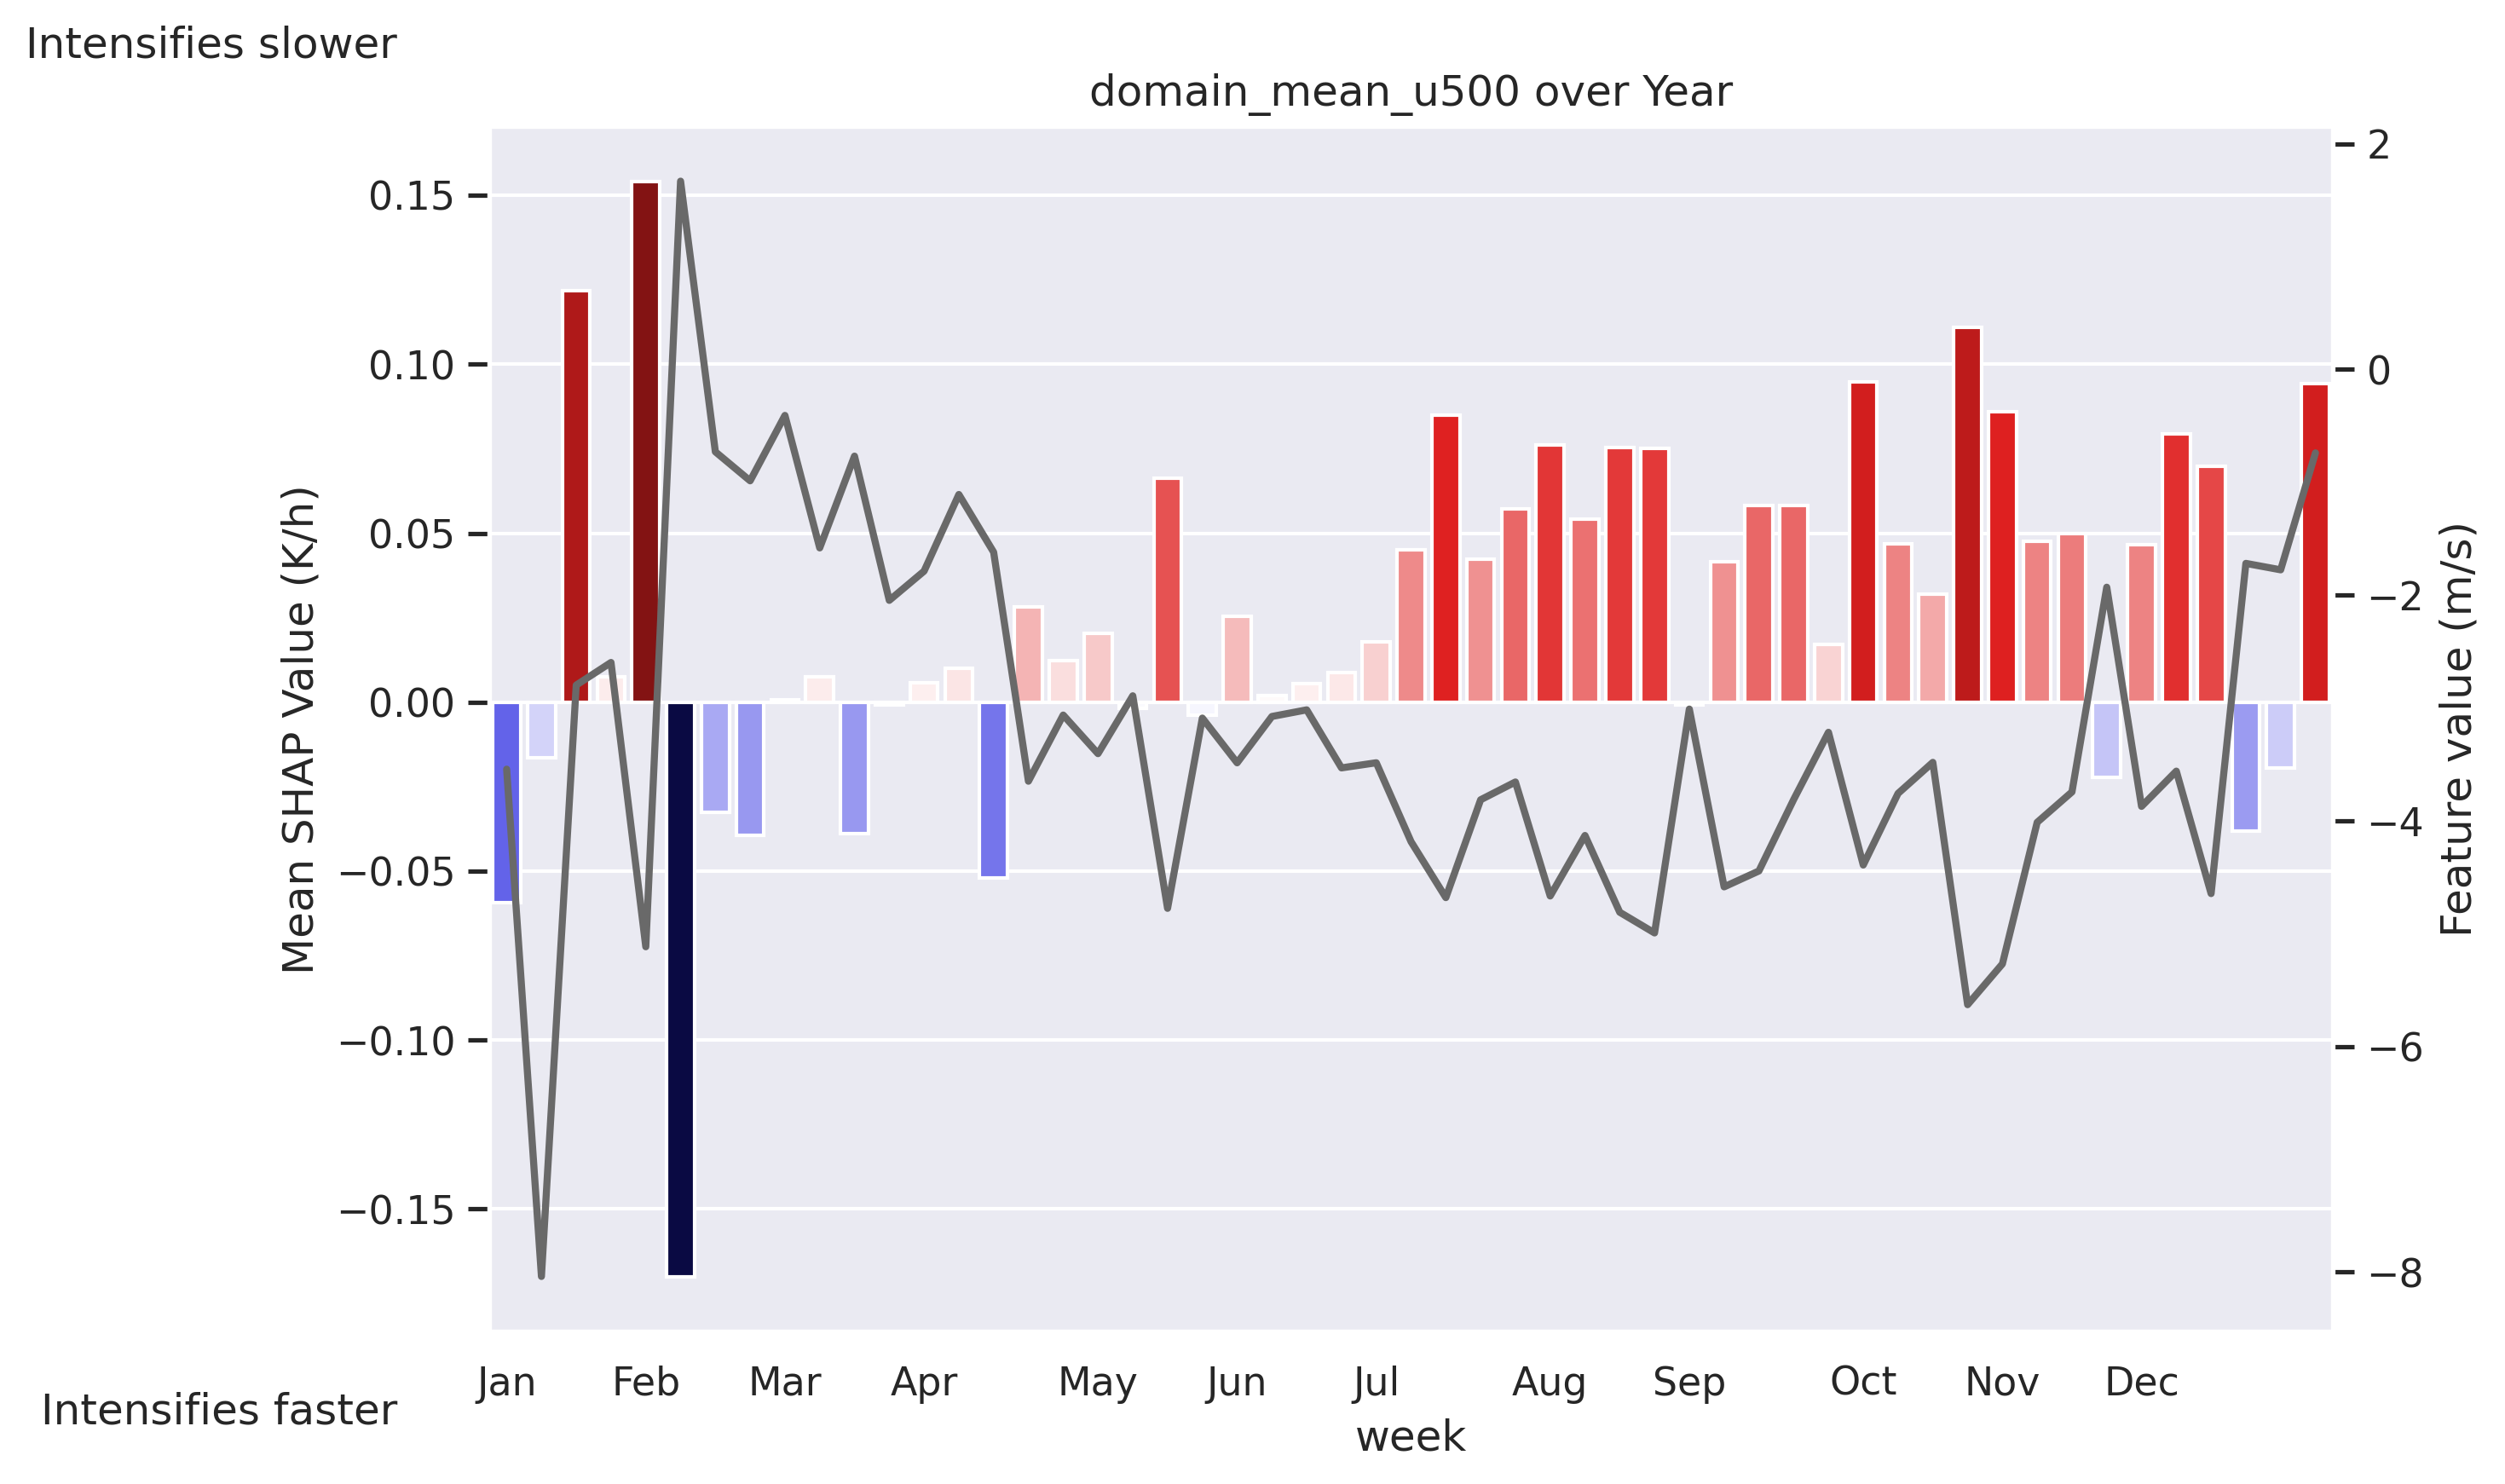 Intensifies slower
domain_mean_u500 over Year
0.15
0.10
0.05
0.00
−0.05
−0.10
−0.15
Mean SHAP Value (K/h)
2
0
−2
−4
−6
−8
Feature value (m/s)
Jan Feb Mar Apr May Jun Jul Aug Sep Oct Nov Dec
week
Intensifies faster